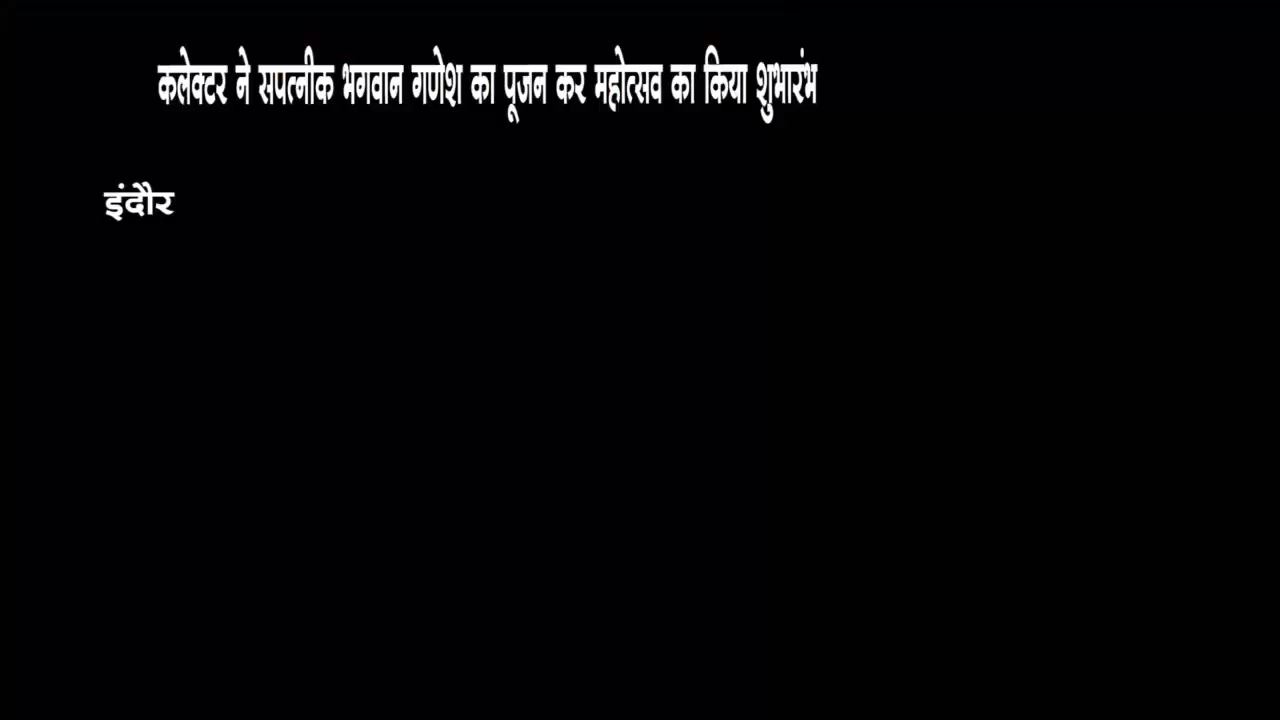 कलेक्टर ने सपत्नीक भगवान गणेश का पूजन कर महोत्सव का किया शुभारंभ
इंदौर